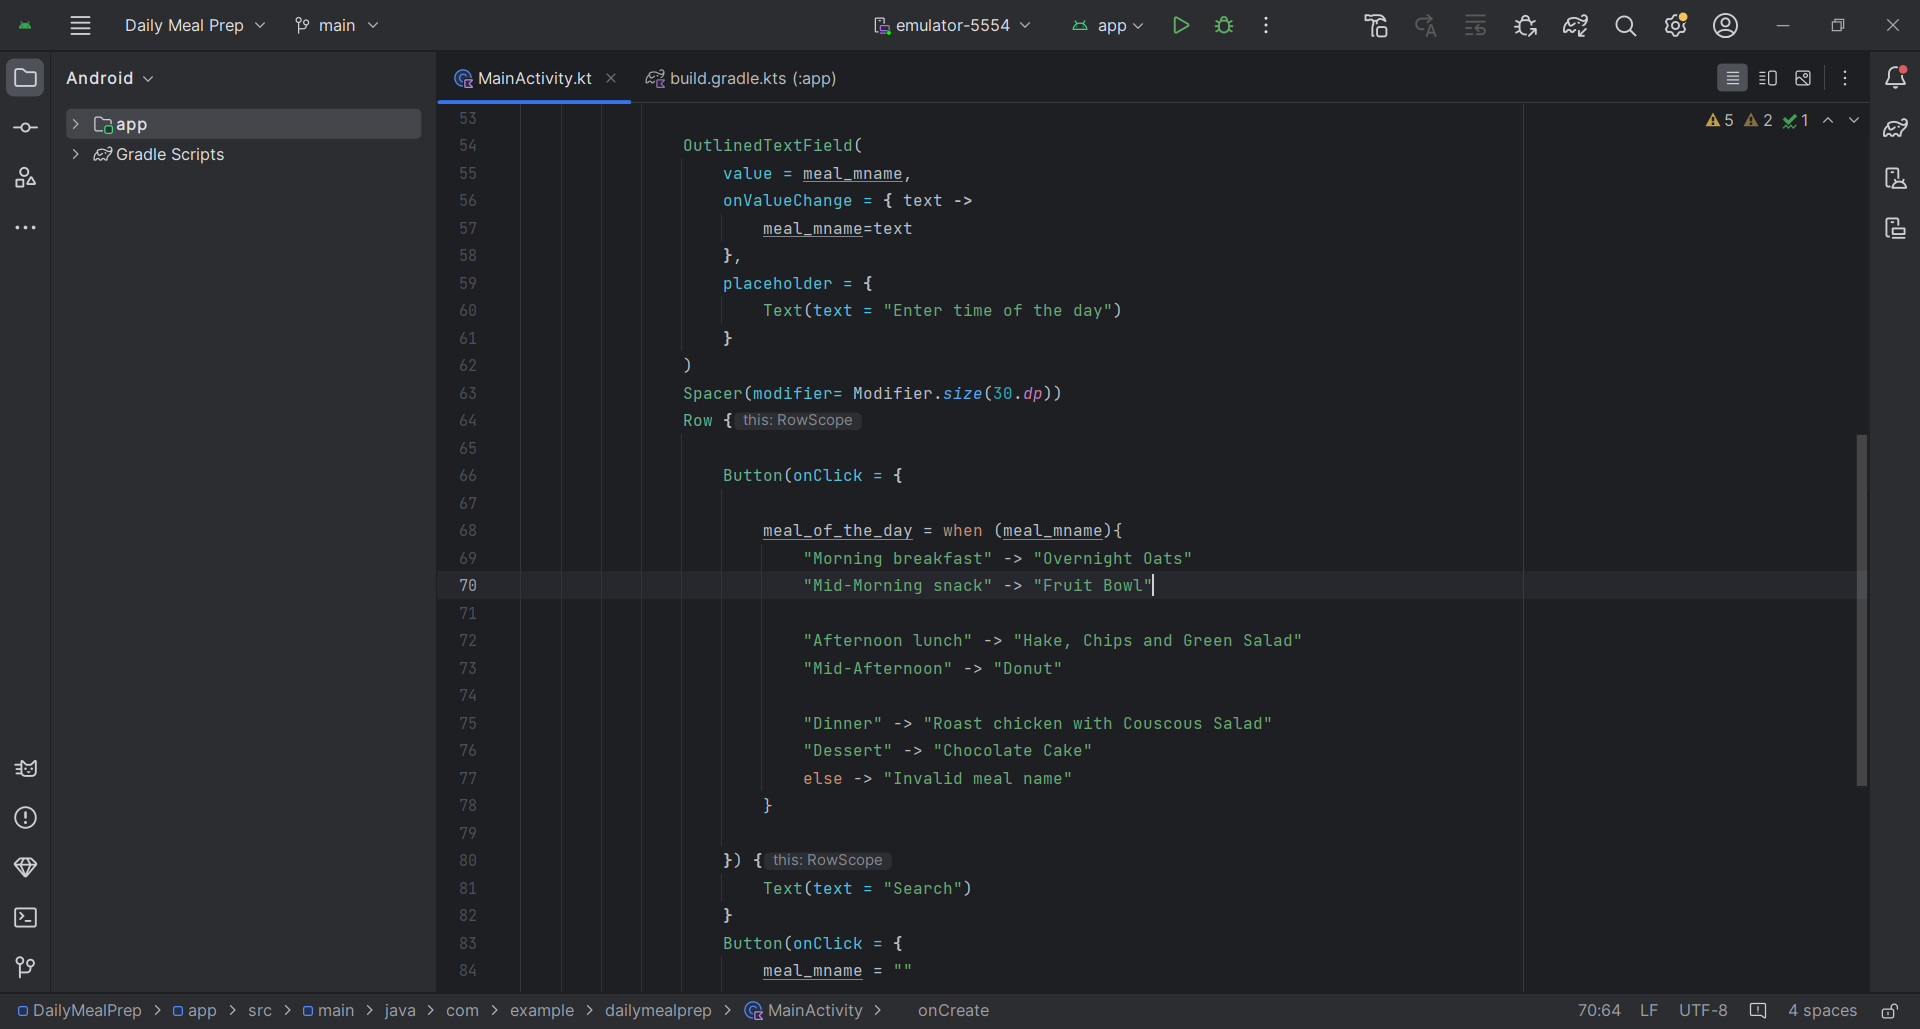 Daily Meal Prep
main
emulator-5554
app
Android
MainActivity.kt
build.gradle.kts (:app)
app
Gradle Scripts
5 2 1
53
54 OutlinedTextField(
55 value = meal_mname,
56 onValueChange = { text ->
57 meal_mname=text
58 },
59 placeholder = {
60 Text(text = "Enter time of the day")
61 }
62 )
63 Spacer(modifier= Modifier.size(30.dp))
64 Row { this: RowScope
65
66 Button(onClick = {
67
68 meal_of_the_day = when (meal_mname){
69 "Morning breakfast" -> "Overnight Oats"
70 "Mid-Morning snack" -> "Fruit Bowl"
71
72 "Afternoon lunch" -> "Hake, Chips and Green Salad"
73 "Mid-Afternoon" -> "Donut"
74
75 "Dinner" -> "Roast chicken with Couscous Salad"
76 "Dessert" -> "Chocolate Cake"
77 else -> "Invalid meal name"
78 }
79
80 }) { this: RowScope
81 Text(text = "Search")
82 }
83 Button(onClick = {
84 meal_mname = ""
DailyMealPrep > app > src > main > java > com > example > dailymealprep > MainActivity > onCreate
70:64 LF UTF-8 4 spaces